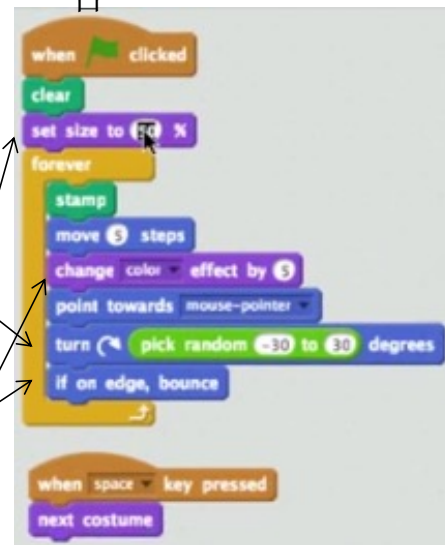 when clicked
clear
set size to %
forever
stamp
move 5 steps
change color effect by 5
point towards mouse-pointer
turn pick random -30 to 30 degrees
if on edge, bounce
when space key pressed
next costume